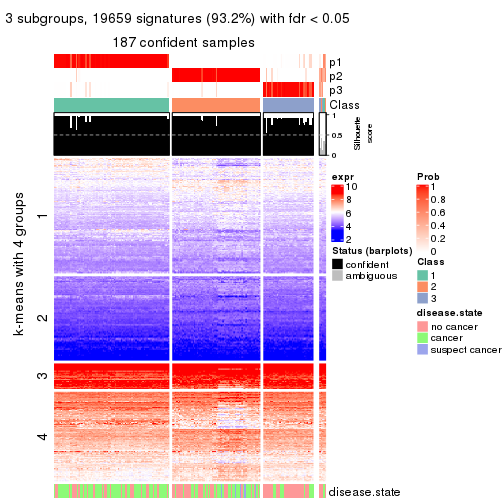 3 subgroups, 19659 signatures (93.2%) with fdr < 0.05
187 confident samples
p1
p2
p3
Class
1
0.5
0
Silhouette
score
k-means with 4 groups
1
2
3
4
disease.state
expr
10
8
6
4
2
Status (barplots)
confident
ambiguous
Prob
1
0.8
0.6
0.4
0.2
0
Class
1
2
3
disease.state
no cancer
cancer
suspect cancer